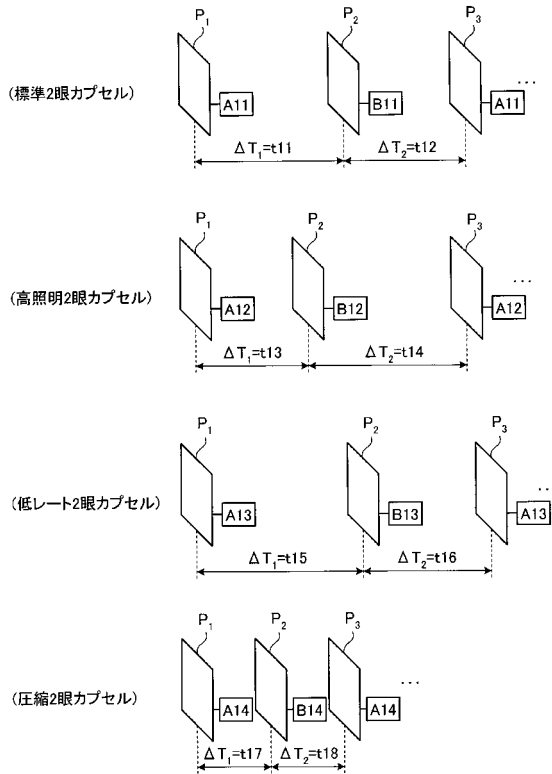 P1 P2 P3
(標準2眼カプセル) A11 B11 A11 ...
ΔT1=t11 ΔT2=t12
P1 P2 P3
(高照明2眼カプセル) A12 B12 A12 ...
ΔT1=t13 ΔT2=t14
P1 P2 P3
(低レート2眼カプセル) A13 B13 A13 ..
ΔT1=t15 ΔT2=t16
P1 P2 P3
(圧縮2眼カプセル) A14 B14 A14 ...
ΔT1=t17 ΔT2=t18